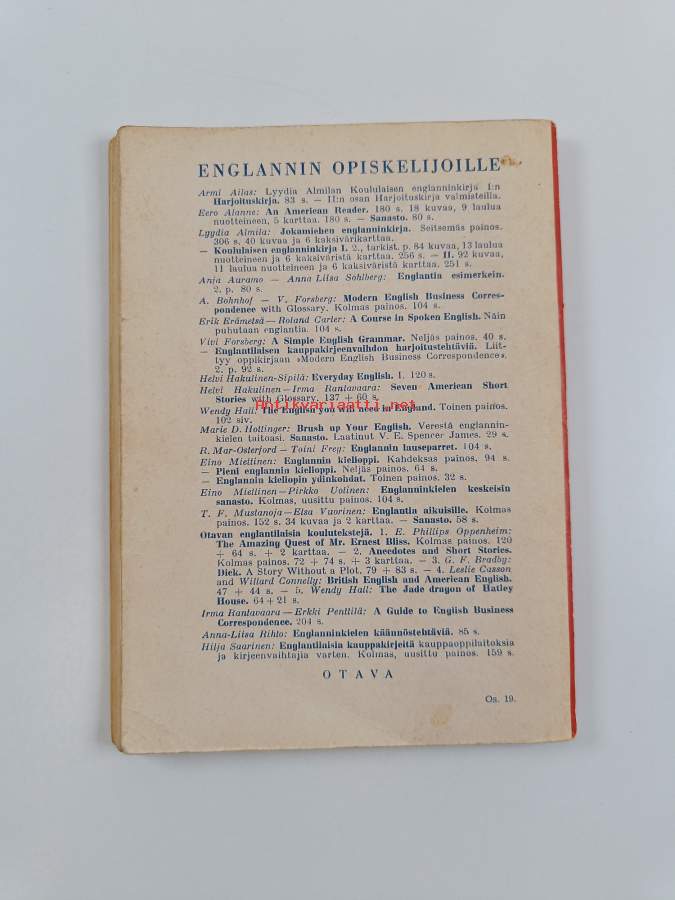 ENGLANNIN OPISKELIJOILLE
Armi Ailas: Lyydia Almilan Koululaisen englanninkirja I:n
Harjoituskirja. 83 s. — II:n osan Harjoituskirja valmisteilla.
Eero Alanne: An American Reader. 180 s. 18 kuvaa, 9 laulua
nuotteineen, 5 karttaa. 180 s. — Sanasto. 80 s.
Lyydia Almila: Jokamiehen englanninkirja. Seitsemäs painos.
306 s. 40 kuvaa ja 6 kaksivärikarttaa.
— Koululaisen englanninkirja I. 2., tarkist. p. 84 kuvaa, 13 laulua
nuotteineen ja 6 kaksiväristä karttaa. 256 s. — II. 92 kuvaa,
11 laulua nuotteineen ja 6 kaksiväristä karttaa. 251 s.
Anja Auramo — Anna Liisa Sohlberg: Englantia esimerkein.
2. p. 80 s.
A. Bohnhof — V. Forsberg: Modern English Business Corres-
pondence with Glossary. Kolmas painos. 104 s.
Erik Erämetsä — Roland Carter: A Course in Spoken English. Näin
puhutaan englantia. 104 s.
Vivi Forsberg: A Simple English Grammar. Neljäs painos. 40 s.
— Englantilaisen kauppakirjeenvaihdon harjoitustehtäviä. Liit-
tyy oppikirjaan »Modern English Business Correspondence».
2. p. 92 s.
Helvi Hakulinen-Sipilä: Everyday English. I. 120 s.
Helvi Hakulinen — Irma Rantavaara: Seven American Short
Stories with Glossary. 137 + 60 s.
Antikvariaatti.net
Wendy Hall: The English you will need in England. Toinen painos.
102 siv.
Marie D. Hottinger: Brush up Your English. Verestä englannin-
kielen taitoasi. Sanasto. Laatinut V. E. Spencer James. 29 s.
R. Mar-Osterford — Toini Frey: Englannin lauseparret. 104 s.
Eino Mielinen: Englannin kielioppi. Kahdeksas painos. 94 s.
— Pieni englannin kielioppi. Neljäs painos. 64 s.
— Englannin kieliopin ydinkohdat. Toinen painos. 32 s.
Eino Miellinen — Pirkko Uotinen: Englanninkielen keskeisin
sanasto. Kolmas, uusittu painos. 104 s.
T. F. Mustanoja — Elsa Vuorinen: Englantia aikuisille. Kolmas
painos. 152 s. 34 kuvaa ja 2 karttaa. — Sanasto. 58 s.
Otavan englantilaisia koulutekstejä. 1. E. Phillips Oppenheim:
The Amazing Quest of Mr. Ernest Bliss. Kolmas painos. 120
+ 64 s. + 2 karttaa. — 2. Anecdotes and Short Stories.
Kolmas painos. 72 + 74 s. + 3 karttaa. — 3. G. F. Bradby:
Dick. A Story Without a Plot. 79 + 83 s. — 4. Leslie Casson
and Willard Connelly: British English and American English.
47 + 44 s. — 5. Wendy Hall: The Jade dragon of Hatley
House. 64 + 21 s.
Irma Rantavaara — Erkki Penttilä: A Guide to English Business
Correspondence. 204 s.
Anna-Liisa Rihto: Englanninkielen käännöstehtäviä. 85 s.
Hilja Saarinen: Englantilaisia kauppakirjeitä kauppaoppilaitoksia
ja kirjeenvaihtajia varten. Kolmas, uusittu painos. 159 s.
OTAVA
Os. 19.